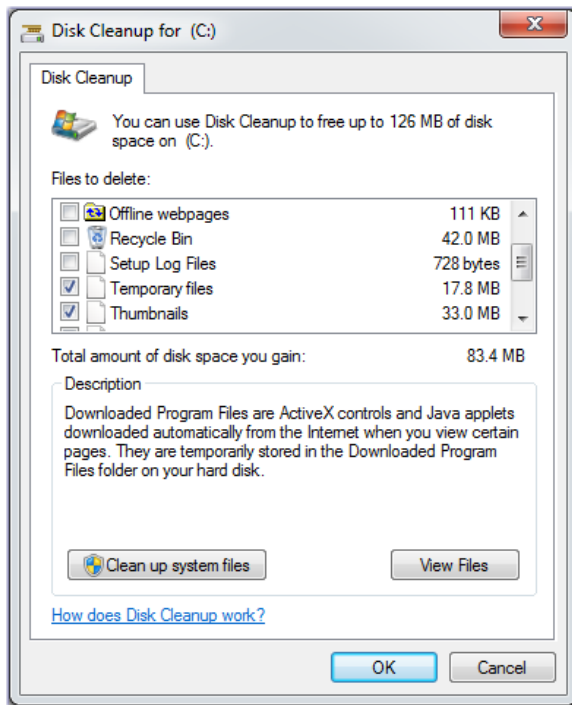 Disk Cleanup for (C:)
Disk Cleanup
You can use Disk Cleanup to free up to 126 MB of disk
space on (C:).
Files to delete:
Offline webpages 111 KB
Recycle Bin 42.0 MB
Setup Log Files 728 bytes
Temporary files 17.8 MB
Thumbnails 33.0 MB
Total amount of disk space you gain: 83.4 MB
Description
Downloaded Program Files are ActiveX controls and Java applets
downloaded automatically from the Internet when you view certain
pages. They are temporarily stored in the Downloaded Program
Files folder on your hard disk.
Clean up system files View Files
How does Disk Cleanup work?
OK Cancel